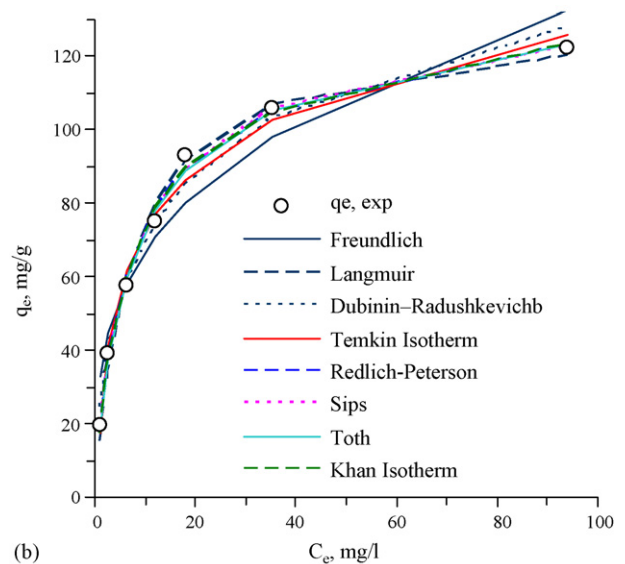 120
100
80
60
40
20
0
qe, mg/g
qe, exp
Freundlich
Langmuir
Dubinin–Radushkevichb
Temkin Isotherm
Redlich-Peterson
Sips
Toth
Khan Isotherm
0 20 40 60 80 100
(b) Ce, mg/l